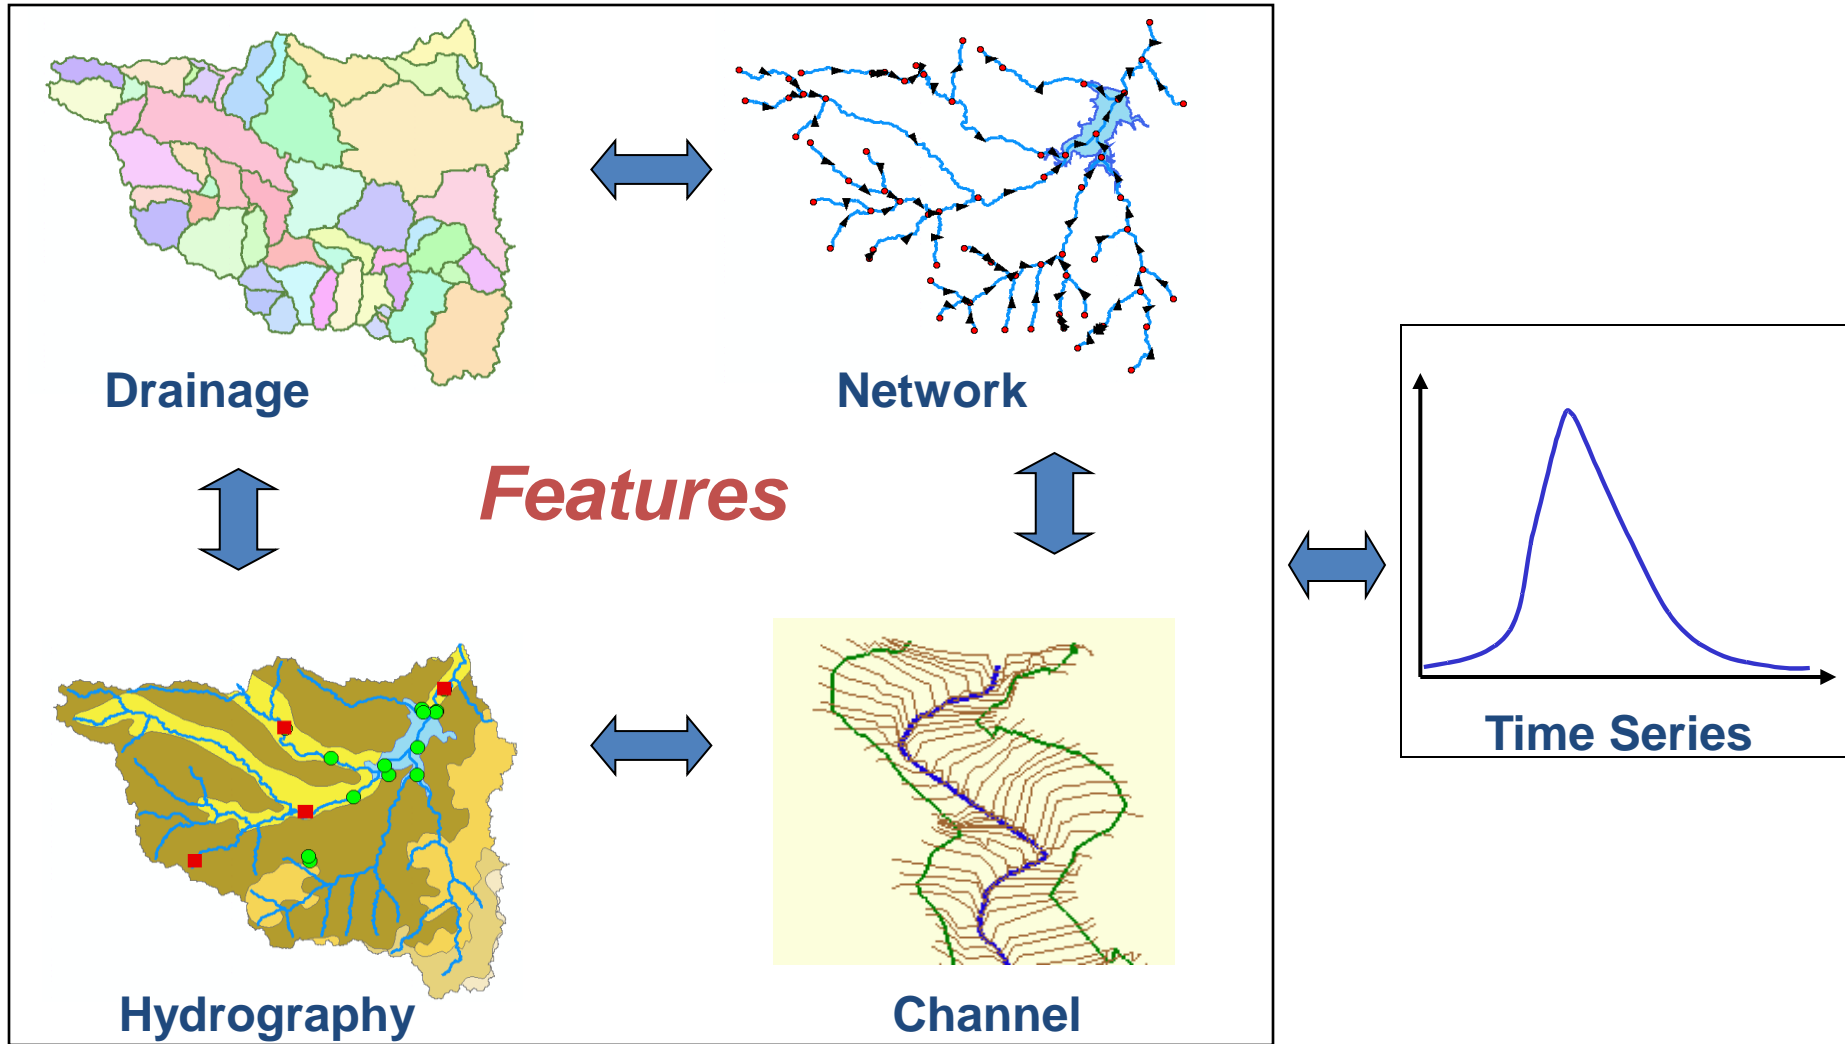 Drainage
Network
Features
Hydrography
Channel
Time Series